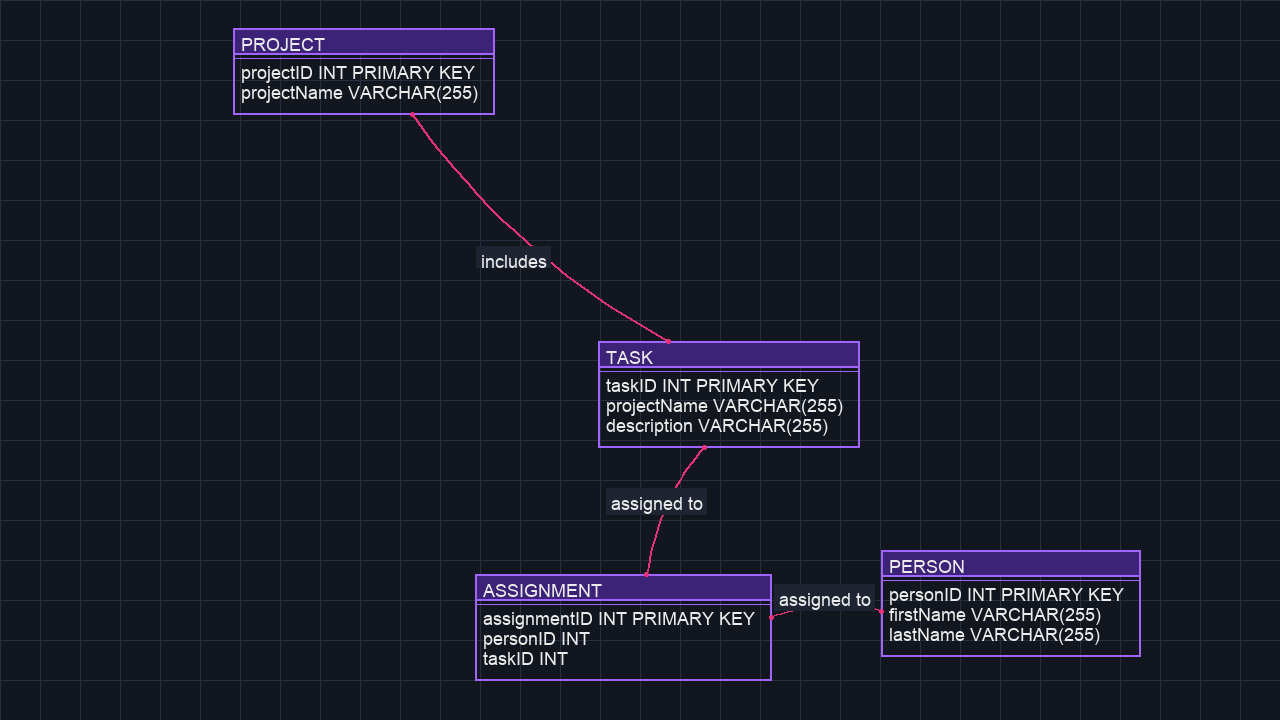 PROJECT
projectID INT PRIMARY KEY
projectName VARCHAR(255)
includes
TASK
taskID INT PRIMARY KEY
projectName VARCHAR(255)
description VARCHAR(255)
assigned to
ASSIGNMENT
assignmentID INT PRIMARY KEY
personID INT
taskID INT
assigned to
PERSON
personID INT PRIMARY KEY
firstName VARCHAR(255)
lastName VARCHAR(255)